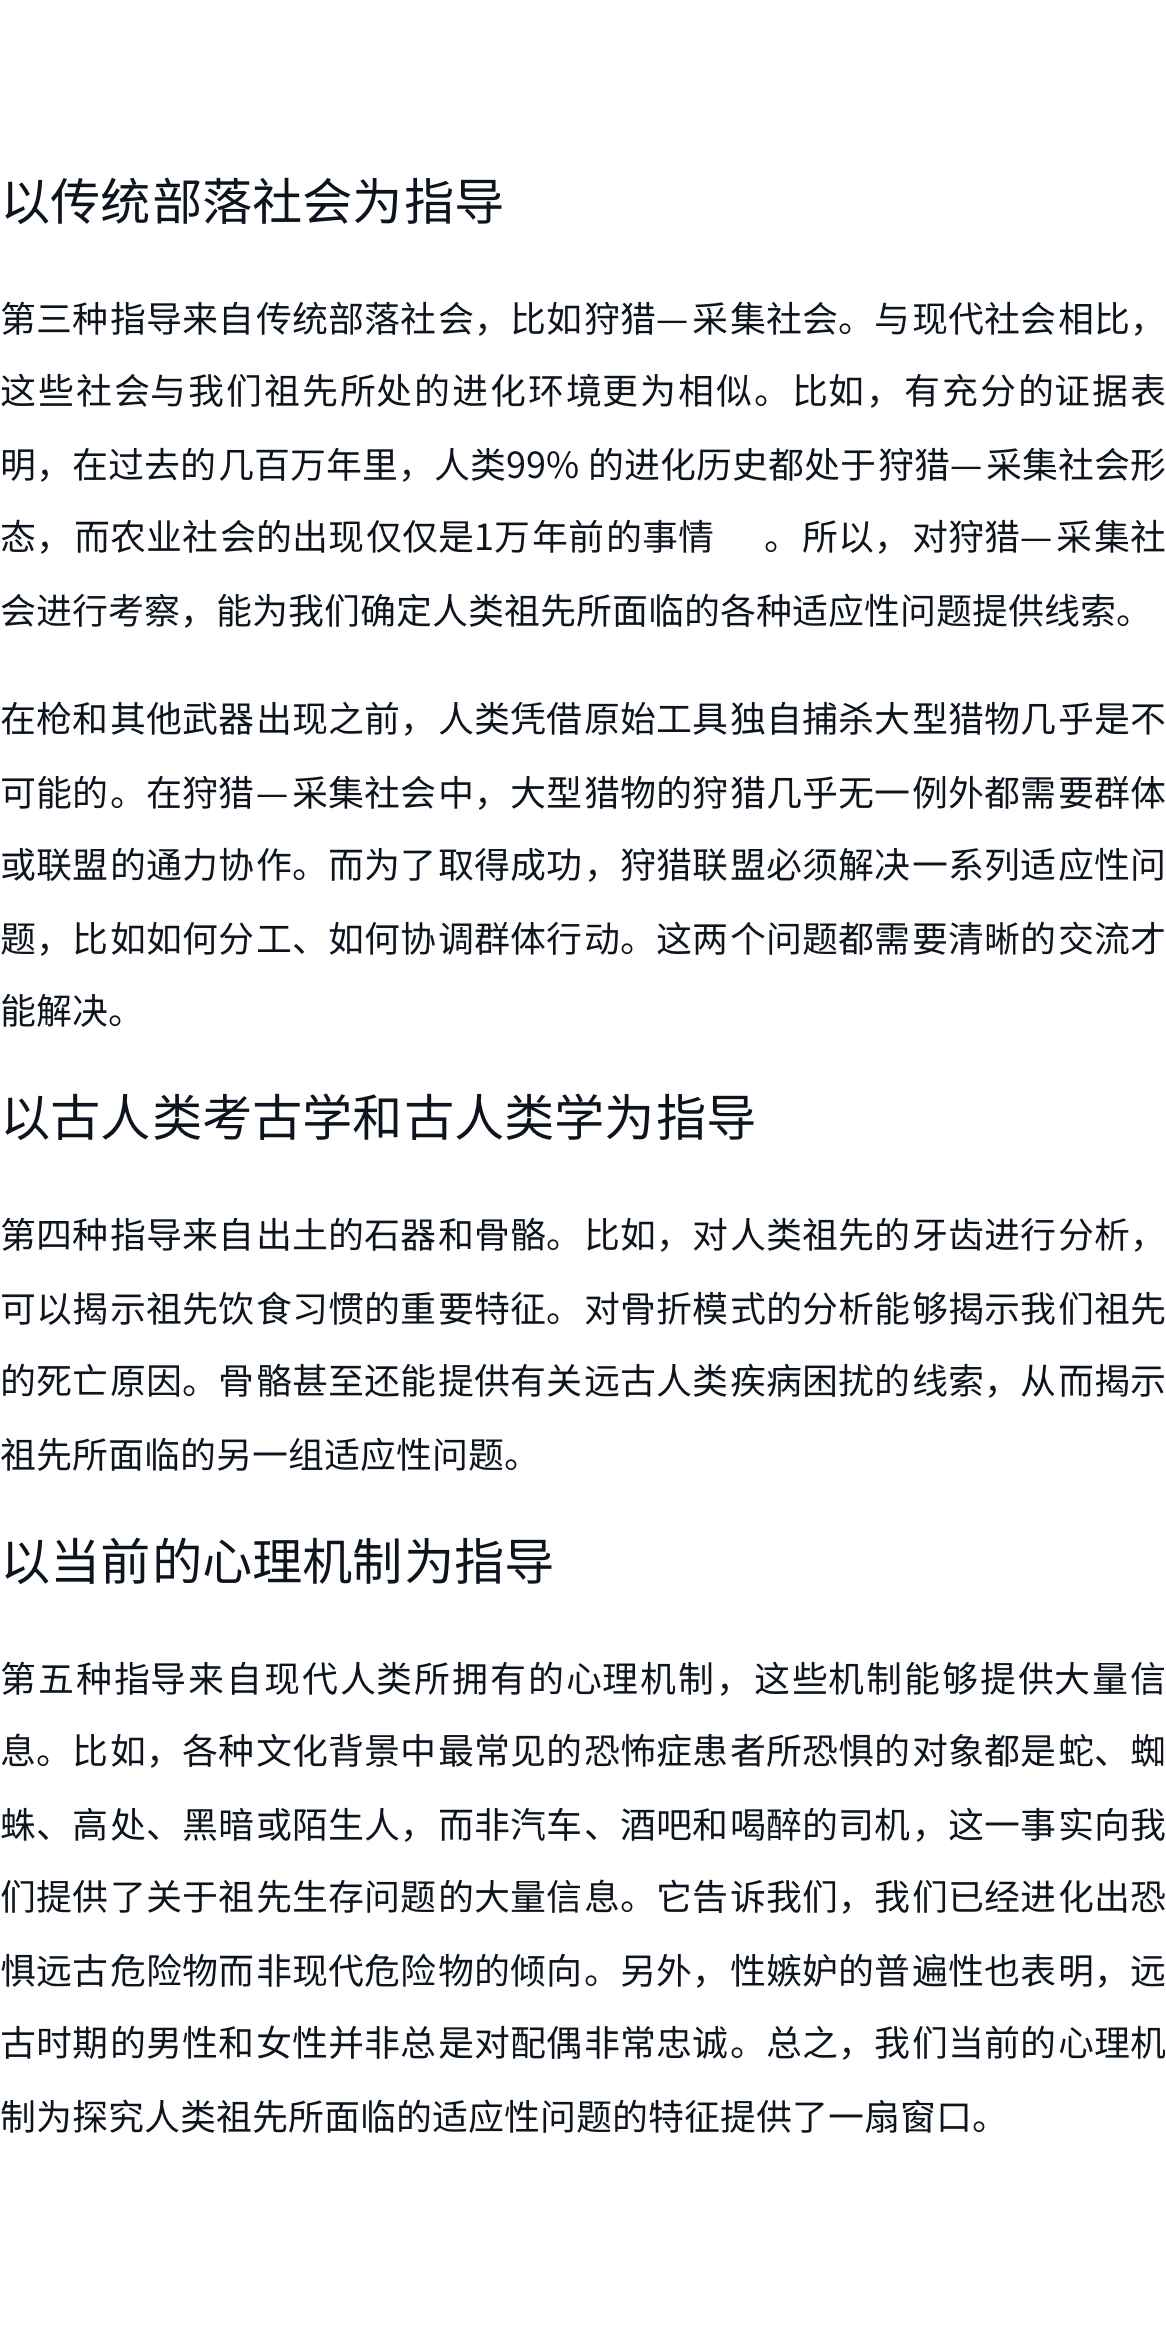 以传统部落社会为指导
第三种指导来自传统部落社会，比如狩猎—采集社会。与现代社会相比，
这些社会与我们祖先所处的进化环境更为相似。比如，有充分的证据表
明，在过去的几百万年里，人类99% 的进化历史都处于狩猎—采集社会形
态，而农业社会的出现仅仅是1万年前的事情 。所以，对狩猎—采集社
会进行考察，能为我们确定人类祖先所面临的各种适应性问题提供线索。
在枪和其他武器出现之前，人类凭借原始工具独自捕杀大型猎物几乎是不
可能的。在狩猎—采集社会中，大型猎物的狩猎几乎无一例外都需要群体
或联盟的通力协作。而为了取得成功，狩猎联盟必须解决一系列适应性问
题，比如如何分工、如何协调群体行动。这两个问题都需要清晰的交流才
能解决。
以古人类考古学和古人类学为指导
第四种指导来自出土的石器和骨骼。比如，对人类祖先的牙齿进行分析，
可以揭示祖先饮食习惯的重要特征。对骨折模式的分析能够揭示我们祖先
的死亡原因。骨骼甚至还能提供有关远古人类疾病困扰的线索，从而揭示
祖先所面临的另一组适应性问题。
以当前的心理机制为指导
第五种指导来自现代人类所拥有的心理机制，这些机制能够提供大量信
息。比如，各种文化背景中最常见的恐怖症患者所恐惧的对象都是蛇、蜘
蛛、高处、黑暗或陌生人，而非汽车、酒吧和喝醉的司机，这一事实向我
们提供了关于祖先生存问题的大量信息。它告诉我们，我们已经进化出恐
惧远古危险物而非现代危险物的倾向。另外，性嫉妒的普遍性也表明，远
古时期的男性和女性并非总是对配偶非常忠诚。总之，我们当前的心理机
制为探究人类祖先所面临的适应性问题的特征提供了一扇窗口。